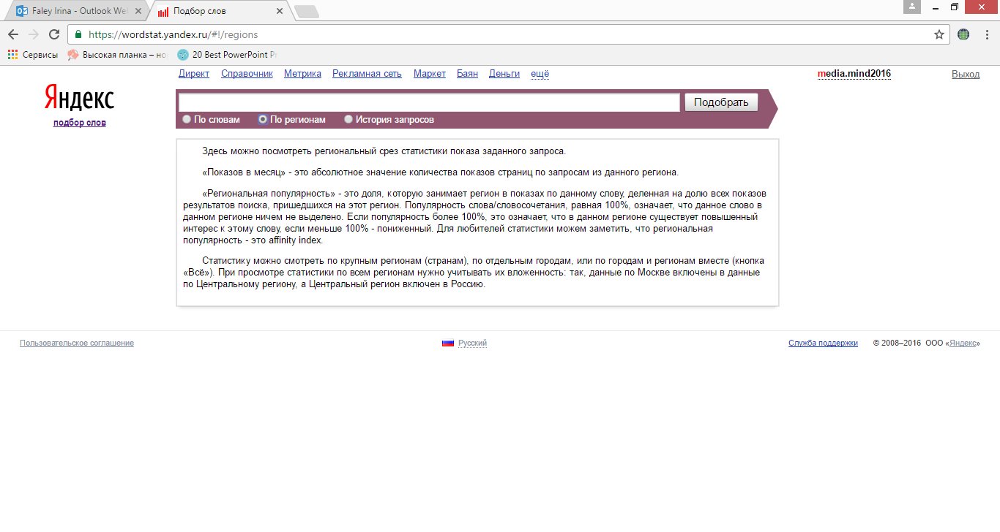 Faley Irina - Outlook Web
Подбор слов
https://wordstat.yandex.ru/#!/regions
Сервисы
Высокая планка – но
20 Best PowerPoint P
Директ Справочник Метрика Рекламная сеть Маркет Баян Деньги ещё
media.mind2016
Выход
Яндекс
подбор слов
Подобрать
По словам По регионам История запросов
Здесь можно посмотреть региональный срез статистики показа заданного запроса.
«Показов в месяц» - это абсолютное значение количества показов страниц по запросам из данного региона.
«Региональная популярность» - это доля, которую занимает регион в показах по данному слову, деленная на долю всех показов
результатов поиска, пришедшихся на этот регион. Популярность слова/словосочетания, равная 100%, означает, что данное слово в
данном регионе ничем не выделено. Если популярность более 100%, это означает, что в данном регионе существует повышенный
интерес к этому слову, если меньше 100% - пониженный. Для любителей статистики можем заметить, что региональная
популярность - это affinity index.
Статистику можно смотреть по крупным регионам (странам), по отдельным городам, или по городам и регионам вместе (кнопка
«Всё»). При просмотре статистики по всем регионам нужно учитывать их вложенность: так, данные по Москве включены в данные
по Центральному региону, а Центральный регион включен в Россию.
Пользовательское соглашение
Русский
Служба поддержки
© 2008–2016 ООО «Яндекс»